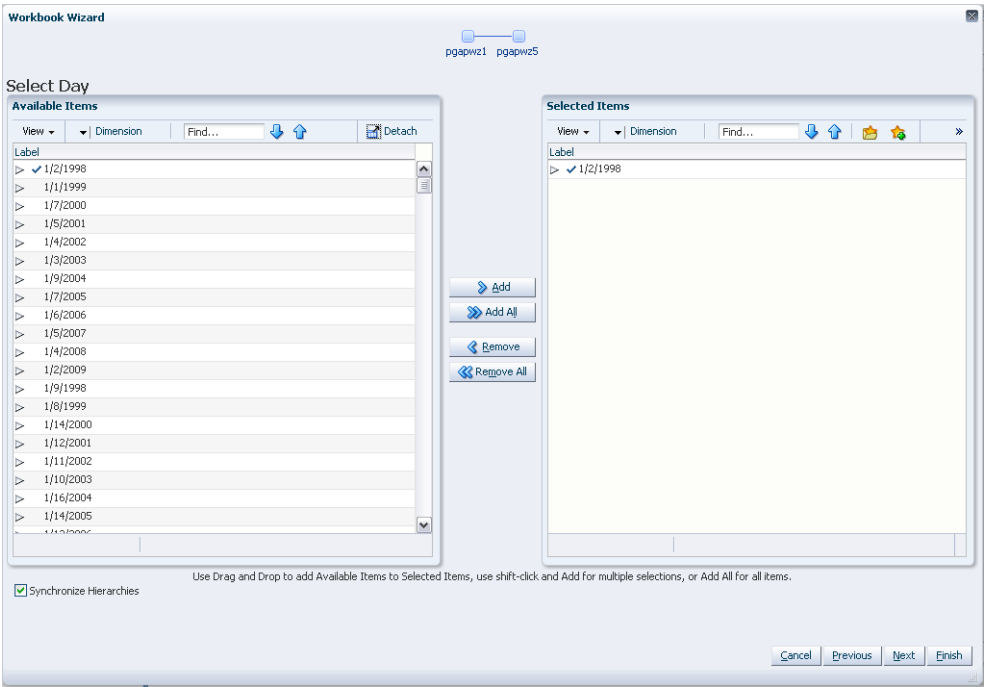 Workbook Wizard
pgapwz1 pgapwz5
Select Day
Available Items
View Dimension Find... Detach
Label
1/2/1998
1/1/1999
1/7/2000
1/5/2001
1/4/2002
1/3/2003
1/9/2004
1/7/2005
1/6/2006
1/5/2007
1/4/2008
1/2/2009
1/9/1998
1/8/1999
1/14/2000
1/12/2001
1/11/2002
1/10/2003
1/16/2004
1/14/2005
Add
Add All
Remove
Remove All
Selected Items
View Dimension Find... »
Label
1/2/1998
Use Drag and Drop to add Available Items to Selected Items, use shift-click and Add for multiple selections, or Add All for all items.
Synchronize Hierarchies
Cancel Previous Next Finish